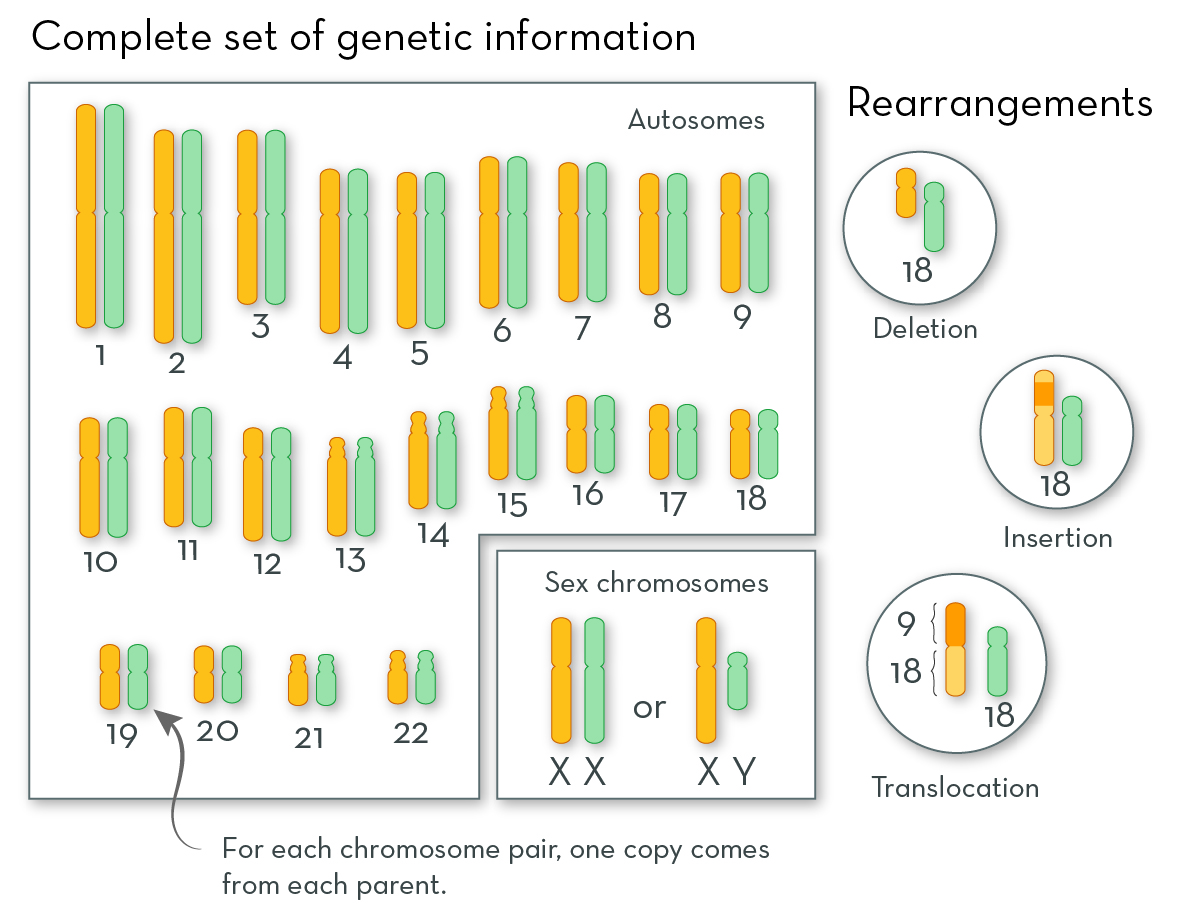 Complete set of genetic information
Autosomes
1
2
3
4
5
6
7
8
9
10
11
12
13
14
15
16
17
18
19
20
21
22
Sex chromosomes
or
X X
X Y
For each chromosome pair, one copy comes
from each parent.
Rearrangements
18
Deletion
18
Insertion
9
18
18
Translocation